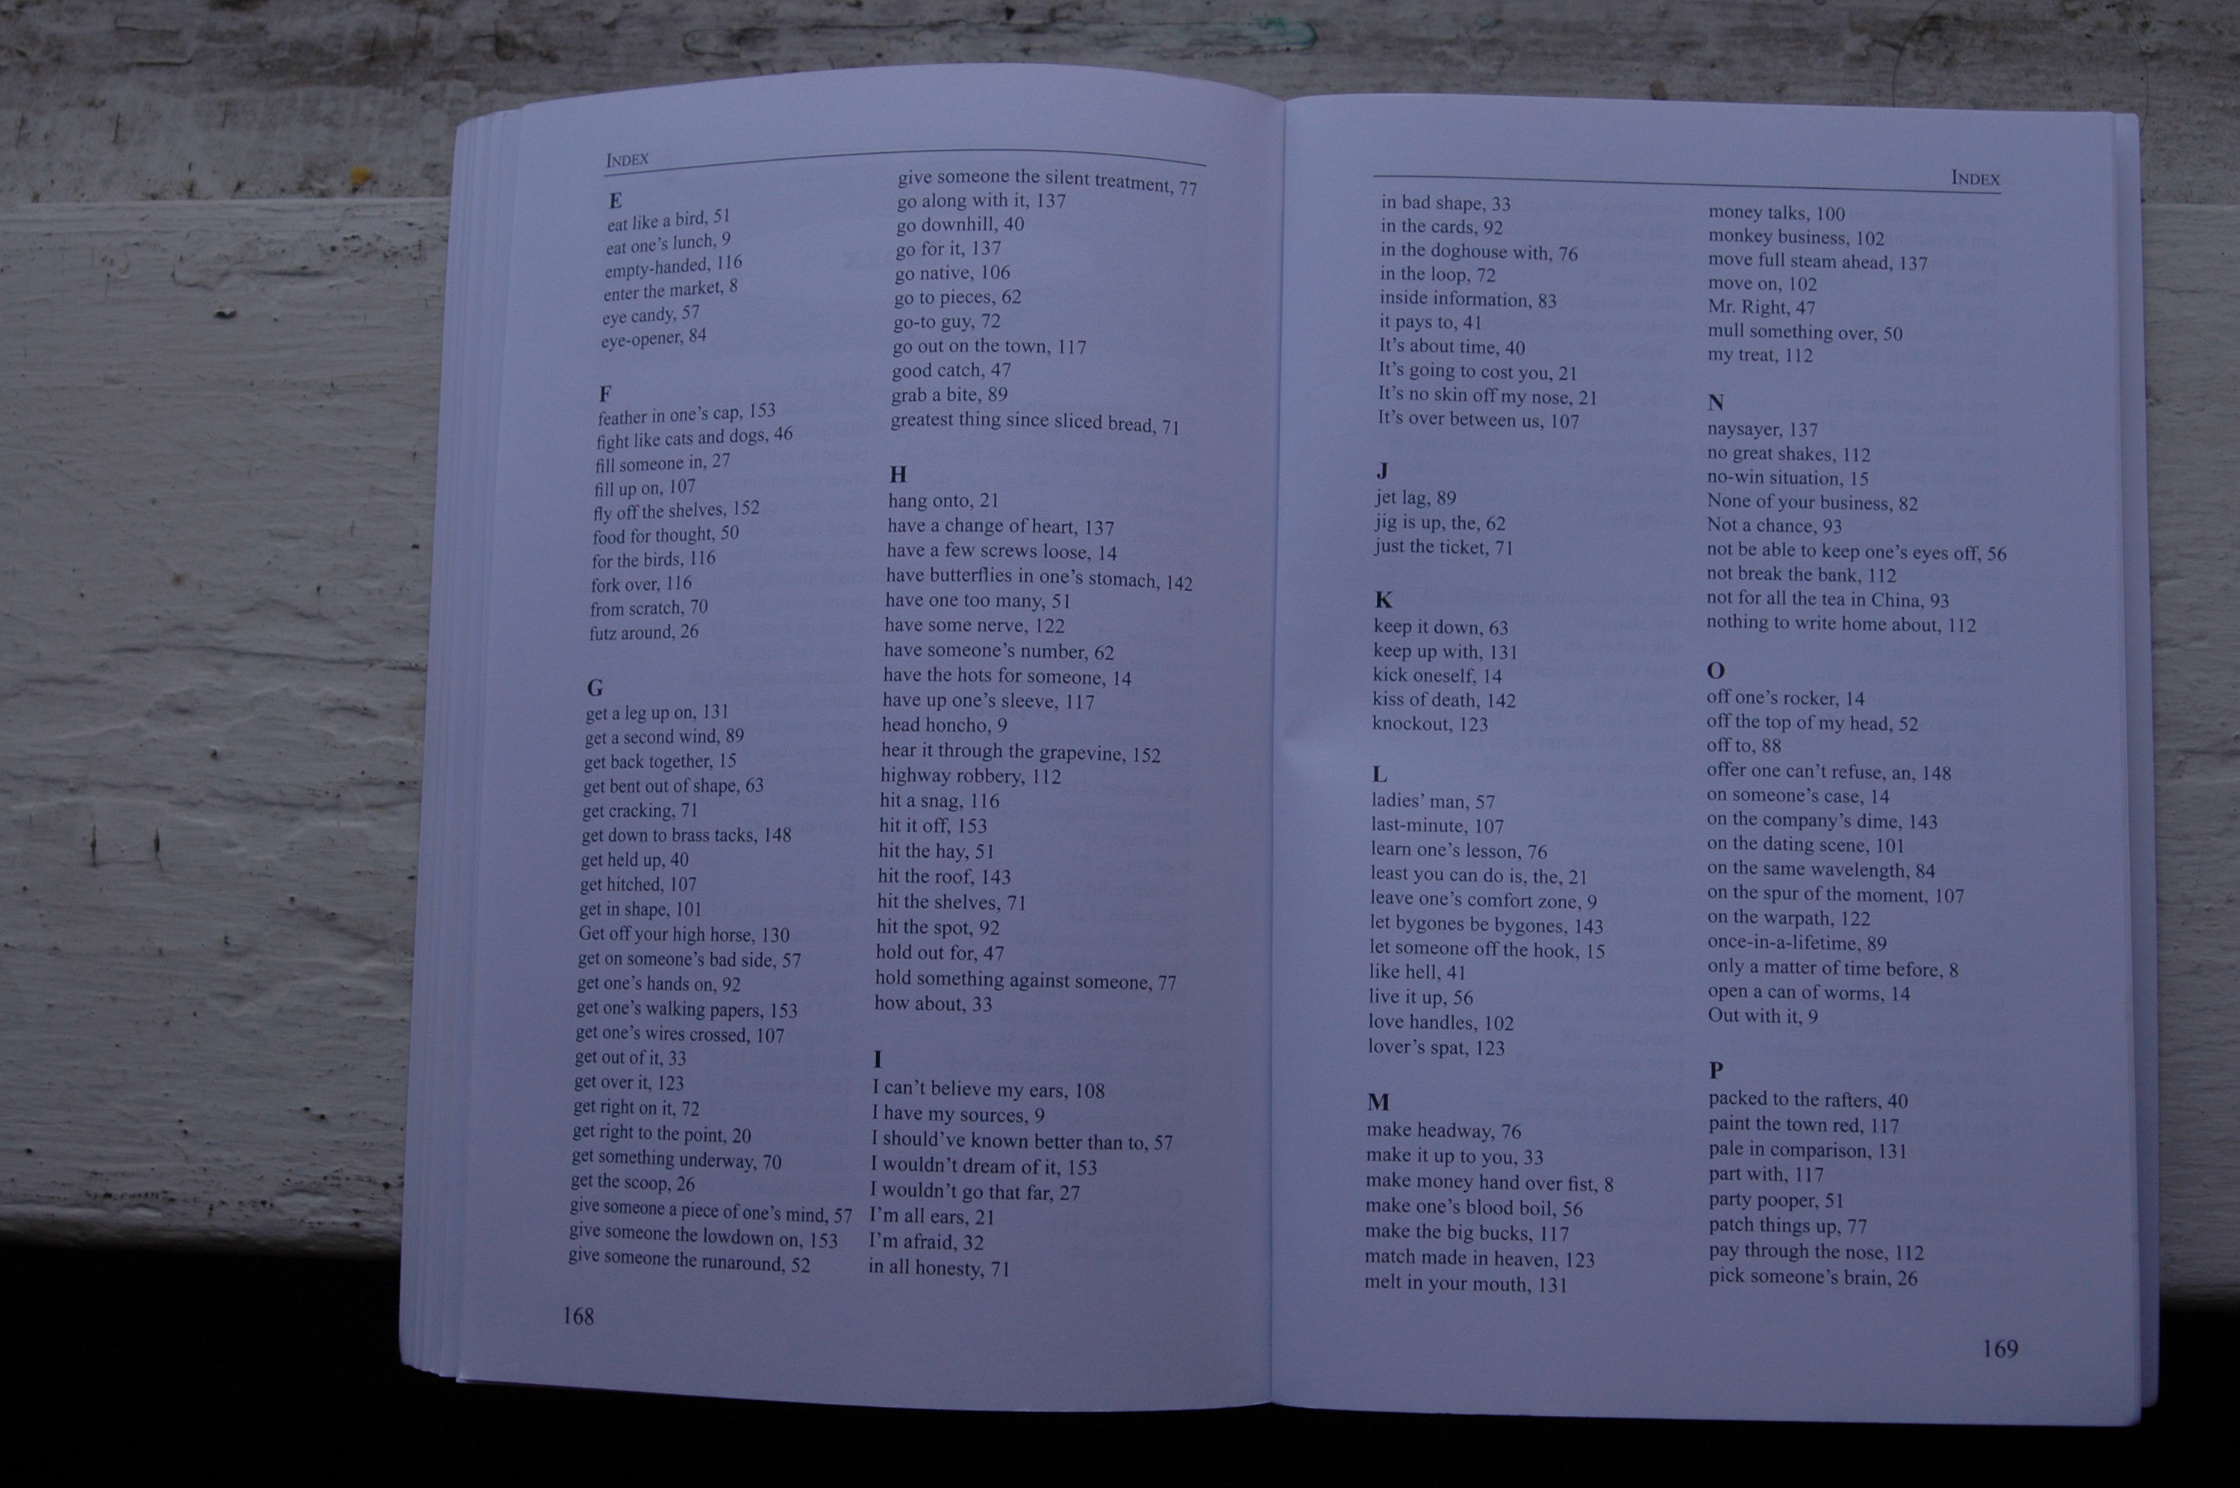 INDEX
E
eat like a bird, 51
eat one's lunch, 9
empty-handed, 116
enter the market, 8
eye candy, 57
eye-opener, 84
F
feather in one's cap, 153
fight like cats and dogs, 46
fill someone in, 27
fill up on, 107
fly off the shelves, 152
food for thought, 50
for the birds, 116
fork over, 116
from scratch, 70
futz around, 26
G
get a leg up on, 131
get a second wind, 89
get back together, 15
get bent out of shape, 63
get cracking, 71
get down to brass tacks, 148
get held up, 40
get hitched, 107
get in shape, 101
Get off your high horse, 130
get on someone's bad side, 57
get one's hands on, 92
get one's walking papers, 153
get one's wires crossed, 107
get out of it, 33
get over it, 123
get right on it, 72
get right to the point, 20
get something underway, 70
get the scoop, 26
give someone a piece of one's mind, 57
give someone the lowdown on, 153
give someone the runaround, 52
give someone the silent treatment, 77
go along with it, 137
go downhill, 40
go for it, 137
go native, 106
go to pieces, 62
go-to guy, 72
go out on the town, 117
good catch, 47
grab a bite, 89
greatest thing since sliced bread, 71
H
hang onto, 21
have a change of heart, 137
have a few screws loose, 14
have butterflies in one's stomach, 142
have one too many, 51
have some nerve, 122
have someone's number, 62
have the hots for someone, 14
have up one's sleeve, 117
head honcho, 9
hear it through the grapevine, 152
highway robbery, 112
hit a snag, 116
hit it off, 153
hit the hay, 51
hit the roof, 143
hit the shelves, 71
hit the spot, 92
hold out for, 47
hold something against someone, 77
how about, 33
I
I can't believe my ears, 108
I have my sources, 9
I should've known better than to, 57
I wouldn't dream of it, 153
I wouldn't go that far, 27
I'm all ears, 21
I'm afraid, 32
in all honesty, 71
168
INDEX
in bad shape, 33
in the cards, 92
in the doghouse with, 76
in the loop, 72
inside information, 83
it pays to, 41
It's about time, 40
It's going to cost you, 21
It's no skin off my nose, 21
It's over between us, 107
J
jet lag, 89
jig is up, the, 62
just the ticket, 71
K
keep it down, 63
keep up with, 131
kick oneself, 14
kiss of death, 142
knockout, 123
L
ladies' man, 57
last-minute, 107
learn one's lesson, 76
least you can do is, the, 21
leave one's comfort zone, 9
let bygones be bygones, 143
let someone off the hook, 15
like hell, 41
live it up, 56
love handles, 102
lover's spat, 123
M
make headway, 76
make it up to you, 33
make money hand over fist, 8
make one's blood boil, 56
make the big bucks, 117
match made in heaven, 123
melt in your mouth, 131
money talks, 100
monkey business, 102
move full steam ahead, 137
move on, 102
Mr. Right, 47
mull something over, 50
my treat, 112
N
naysayer, 137
no great shakes, 112
no-win situation, 15
None of your business, 82
Not a chance, 93
not be able to keep one's eyes off, 56
not break the bank, 112
not for all the tea in China, 93
nothing to write home about, 112
O
off one's rocker, 14
off the top of my head, 52
off to, 88
offer one can't refuse, an, 148
on someone's case, 14
on the company's dime, 143
on the dating scene, 101
on the same wavelength, 84
on the spur of the moment, 107
on the warpath, 122
once-in-a-lifetime, 89
only a matter of time before, 8
open a can of worms, 14
Out with it, 9
P
packed to the rafters, 40
paint the town red, 117
pale in comparison, 131
part with, 117
party pooper, 51
patch things up, 77
pay through the nose, 112
pick someone's brain, 26
169